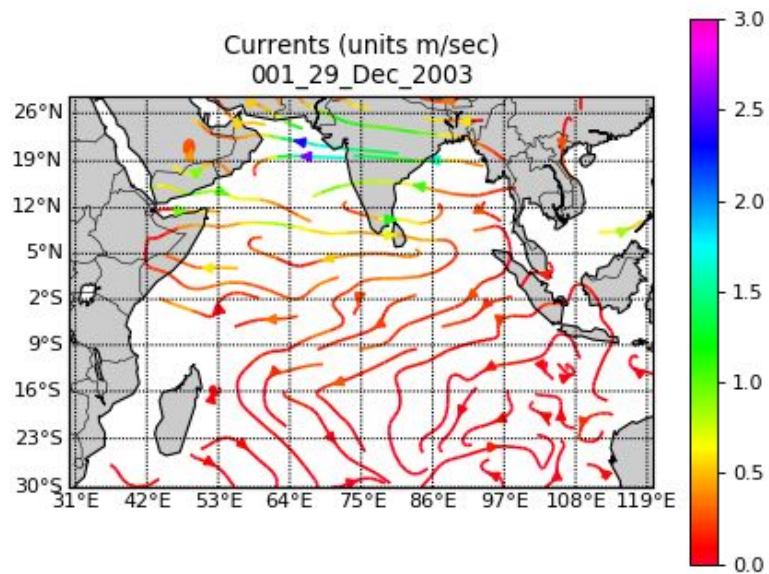 Currents (units m/sec)
001_29_Dec_2003
26°N
19°N
12°N
5°N
2°S
9°S
16°S
23°S
30°S
31°E 42°E 53°E 64°E 75°E 86°E 97°E 108°E 119°E
3.0
2.5
2.0
1.5
1.0
0.5
0.0